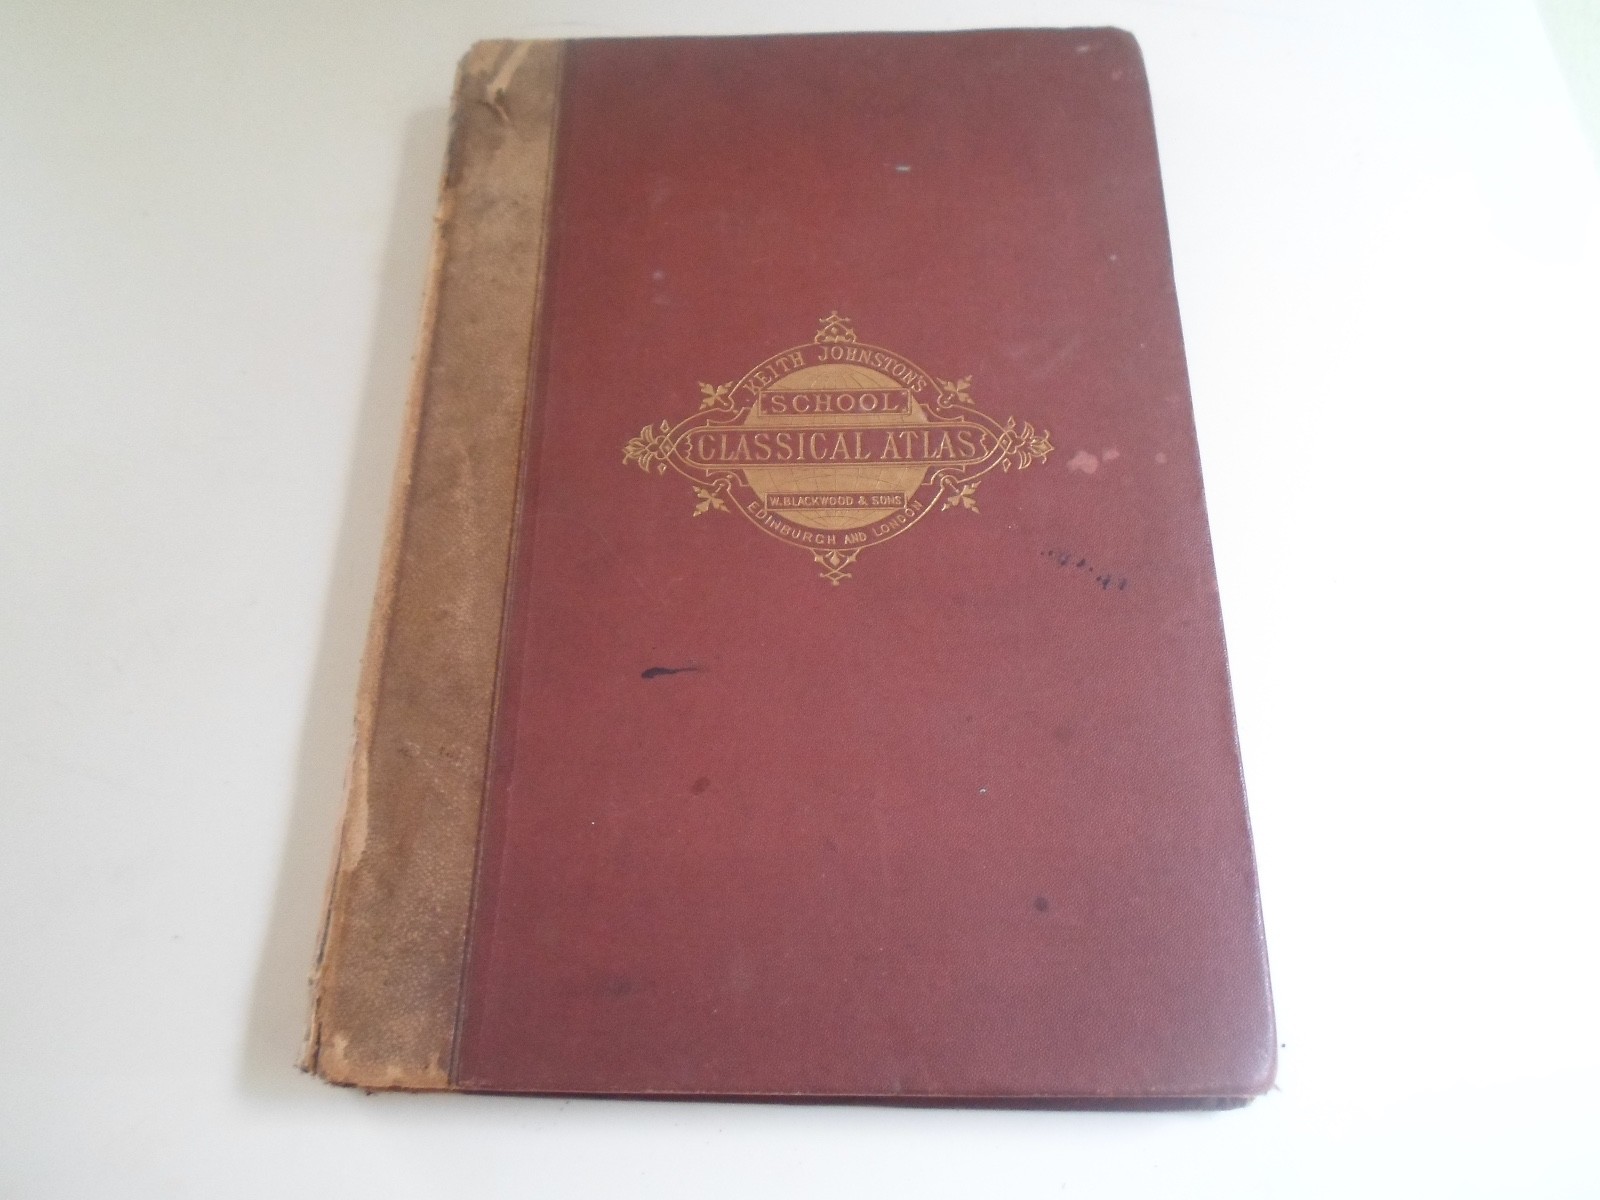 KEITH JOHNSTON'S
SCHOOL
CLASSICAL ATLAS
W. BLACKWOOD & SONS
EDINBURGH AND LONDON